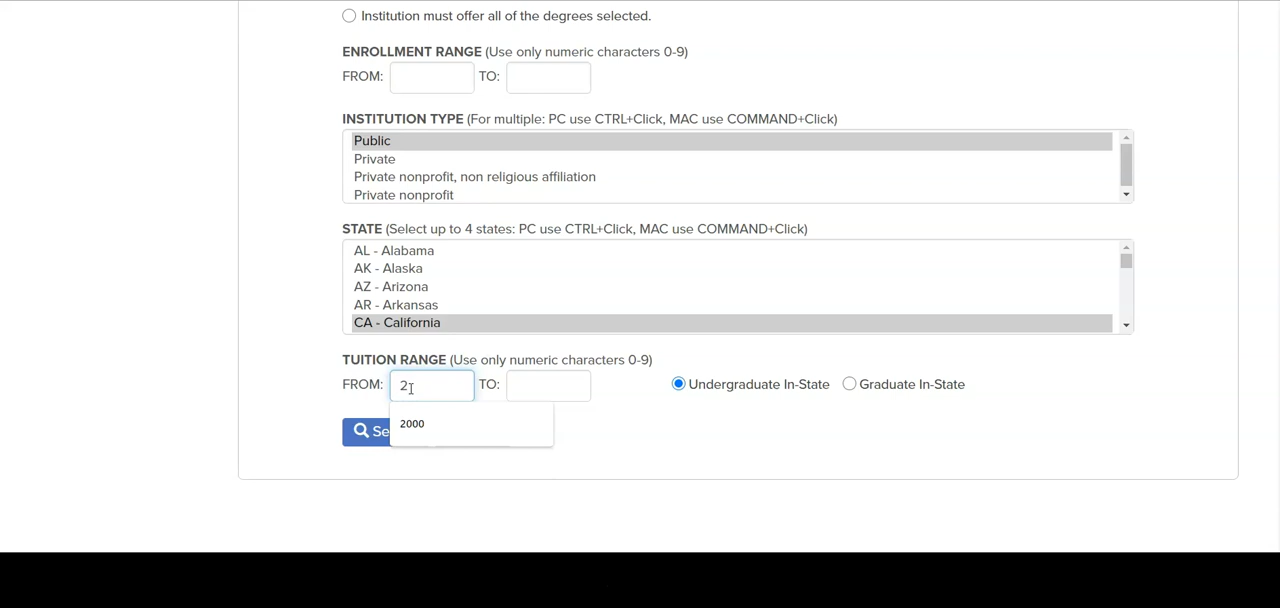 Institution must offer all of the degrees selected.
ENROLLMENT RANGE (Use only numeric characters 0-9)
FROM: TO:
INSTITUTION TYPE (For multiple: PC use CTRL+Click, MAC use COMMAND+Click)
Public
Private
Private nonprofit, non religious affiliation
Private nonprofit
STATE (Select up to 4 states: PC use CTRL+Click, MAC use COMMAND+Click)
AL - Alabama
AK - Alaska
AZ - Arizona
AR - Arkansas
CA - California
TUITION RANGE (Use only numeric characters 0-9)
FROM: 2 TO: Undergraduate In-State Graduate In-State
2000
Se